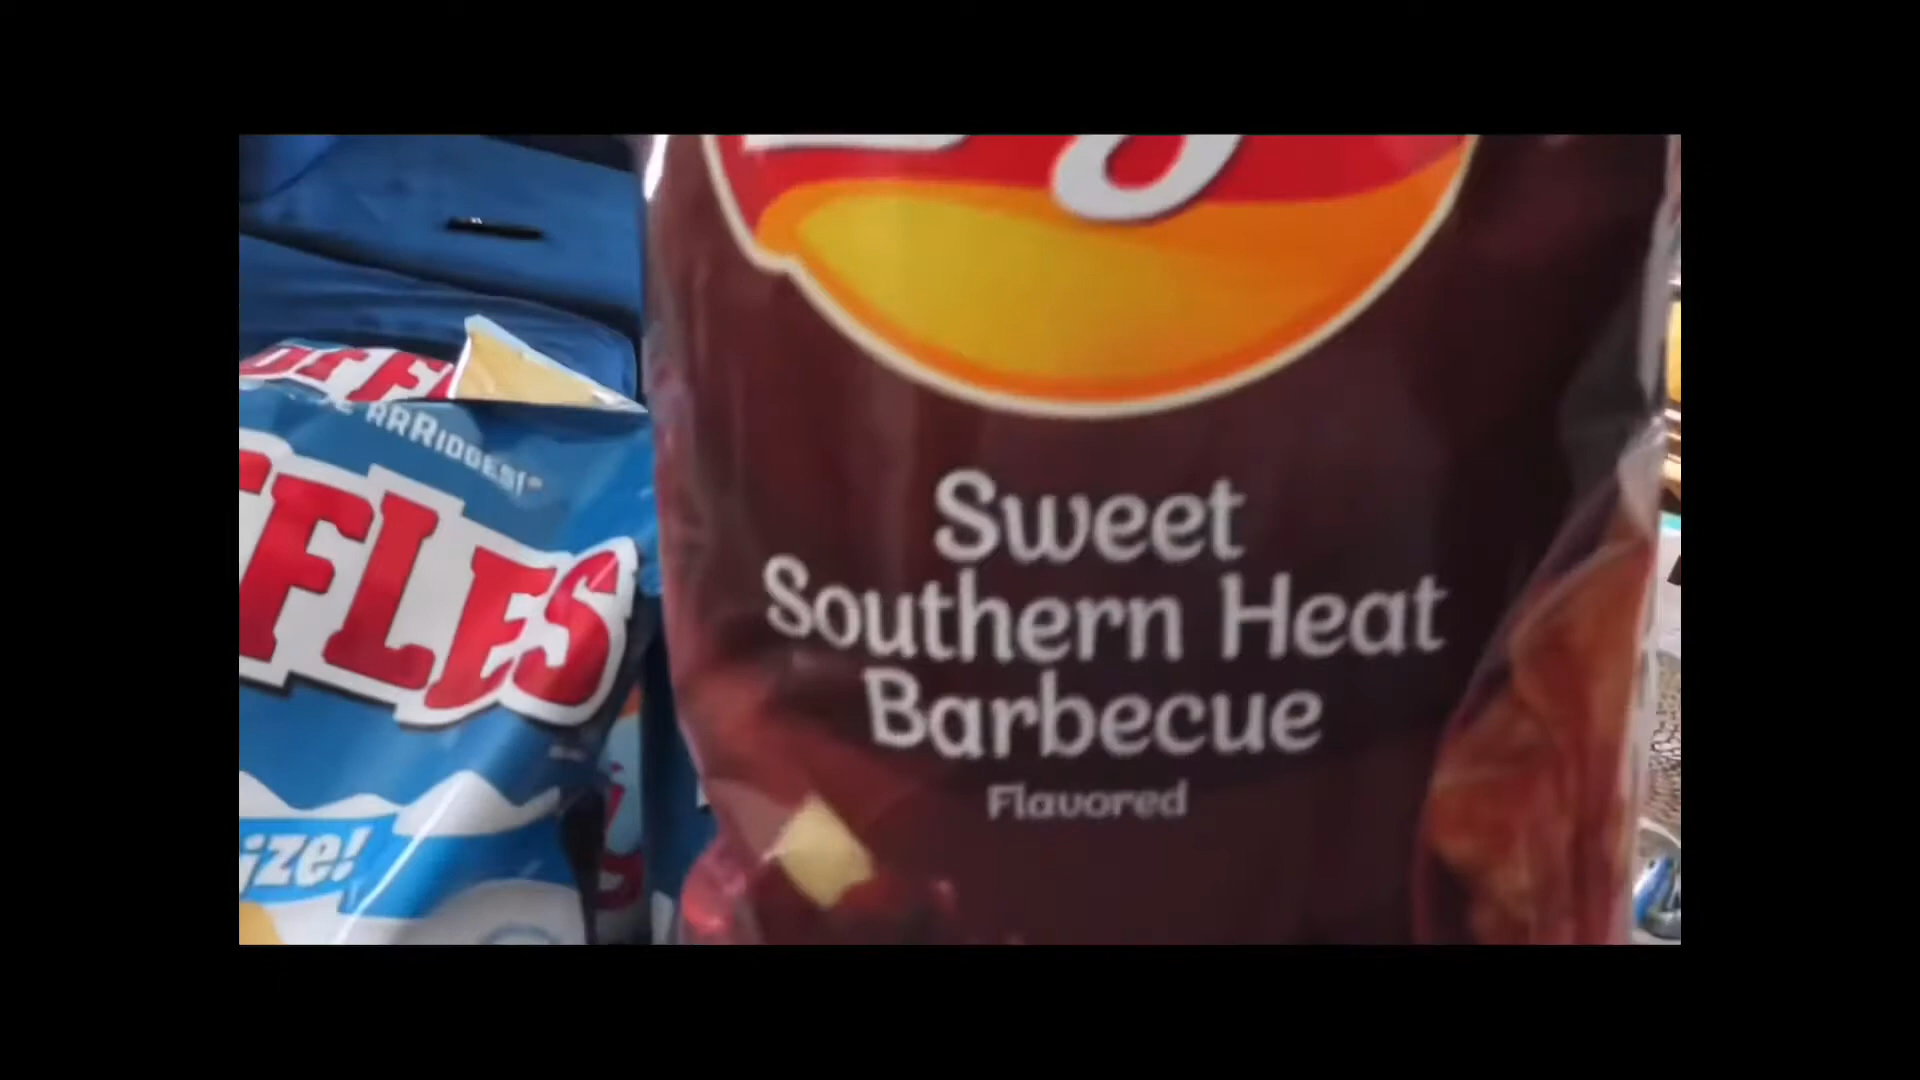 RRRIDGES!
FFLES
ize!
Sweet
Southern Heat
Barbecue
Flavored